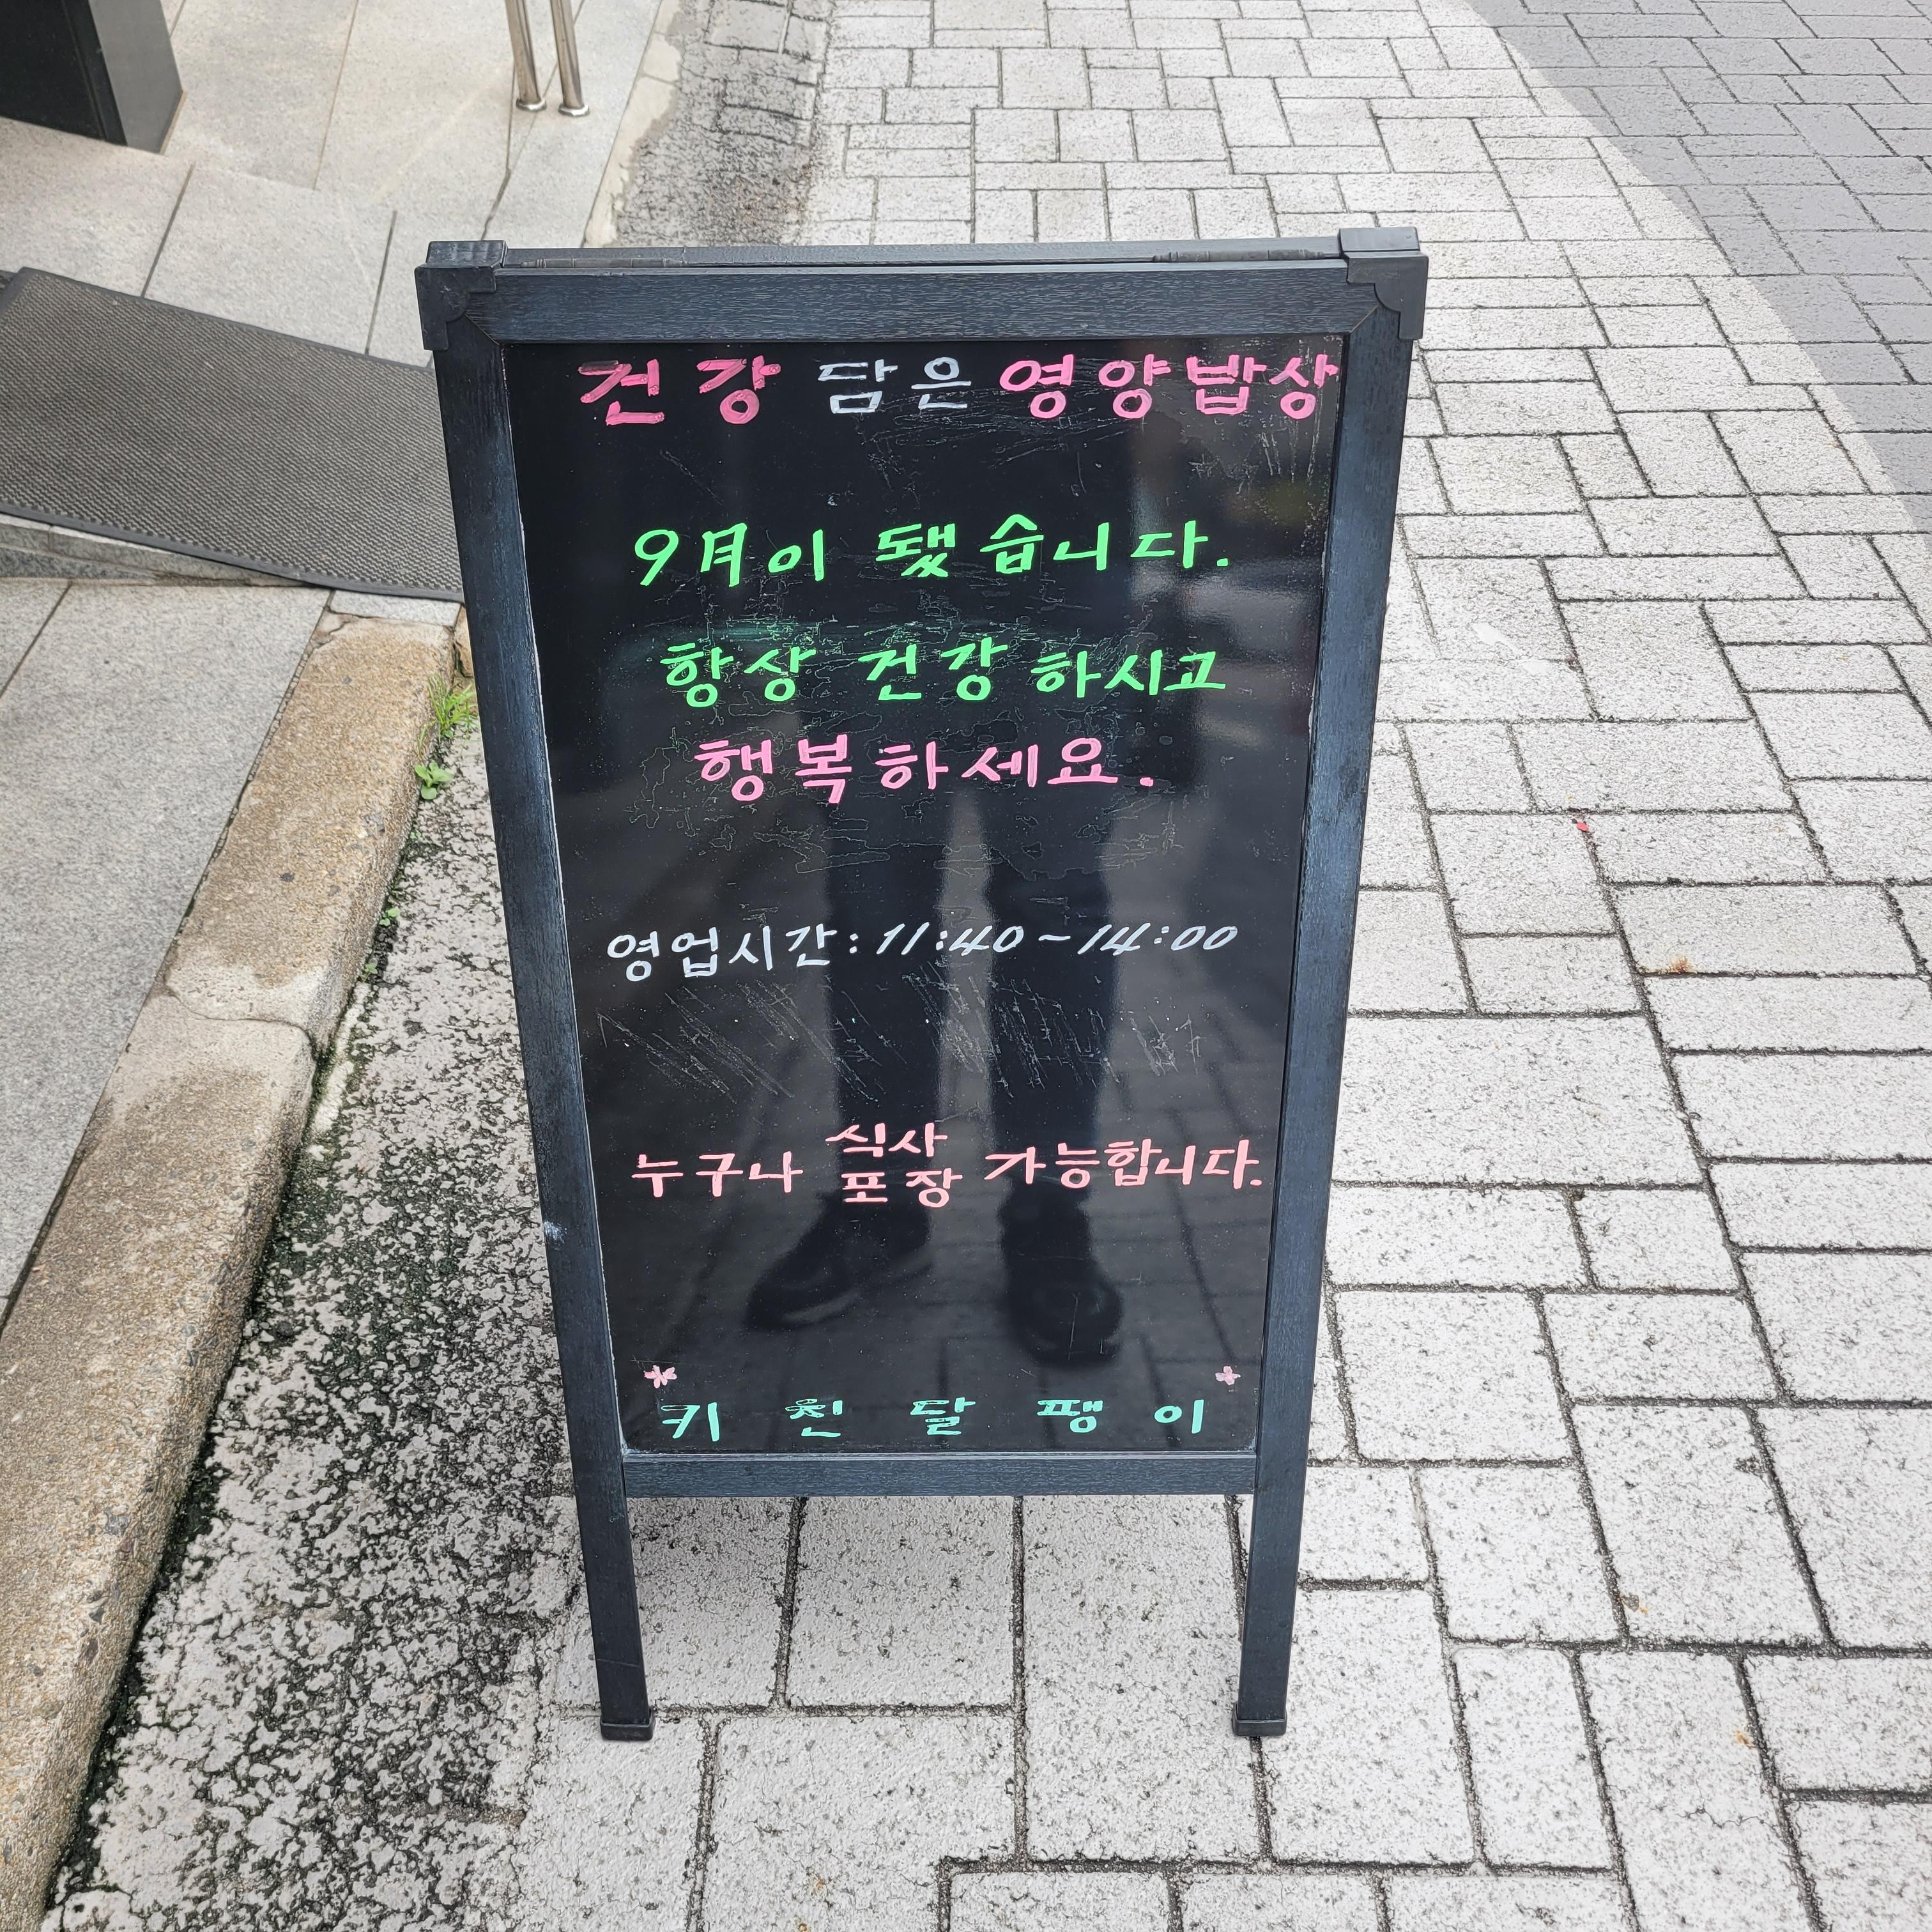 건강 담은 영양밥상
9月이 됐습니다.
항상 건강 하시고
행복하세요.
영업시간: 11:40 ~ 14:00
누구나 식사 포장 가능합니다.
키친달팽이